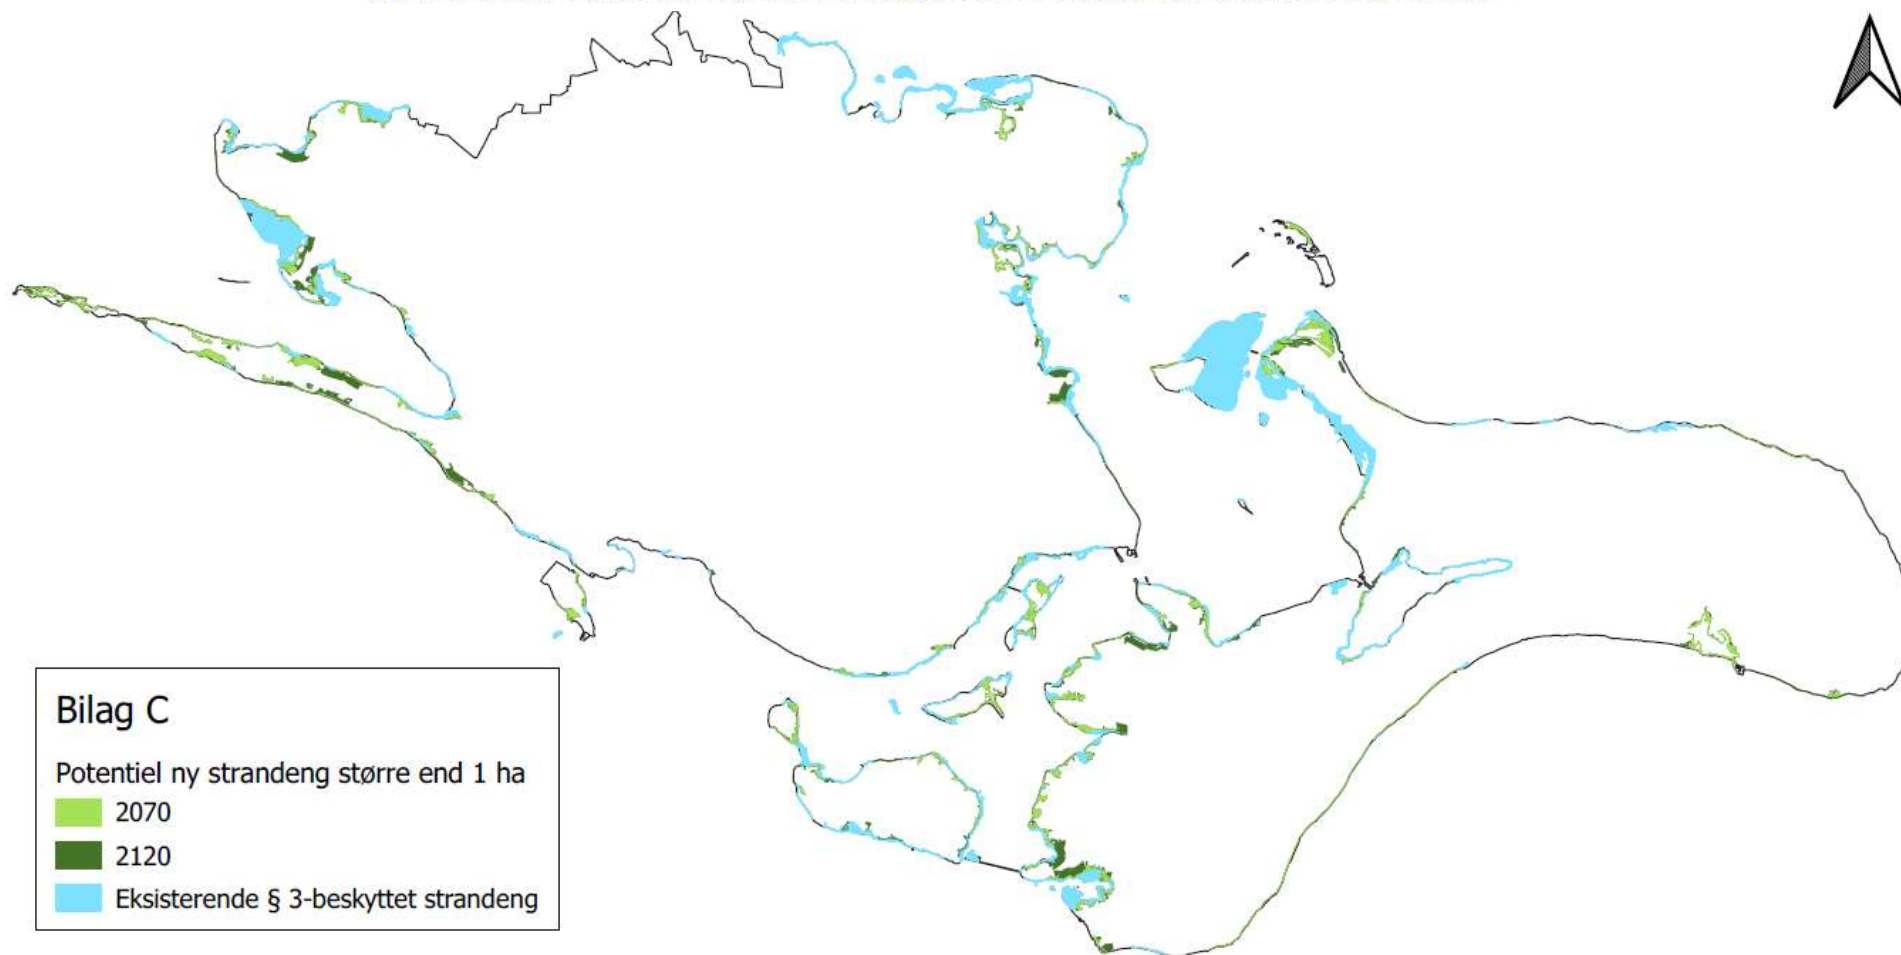 Bilag C
Potentiel ny strandeng større end 1 ha
2070
2120
Eksisterende § 3-beskyttet strandeng